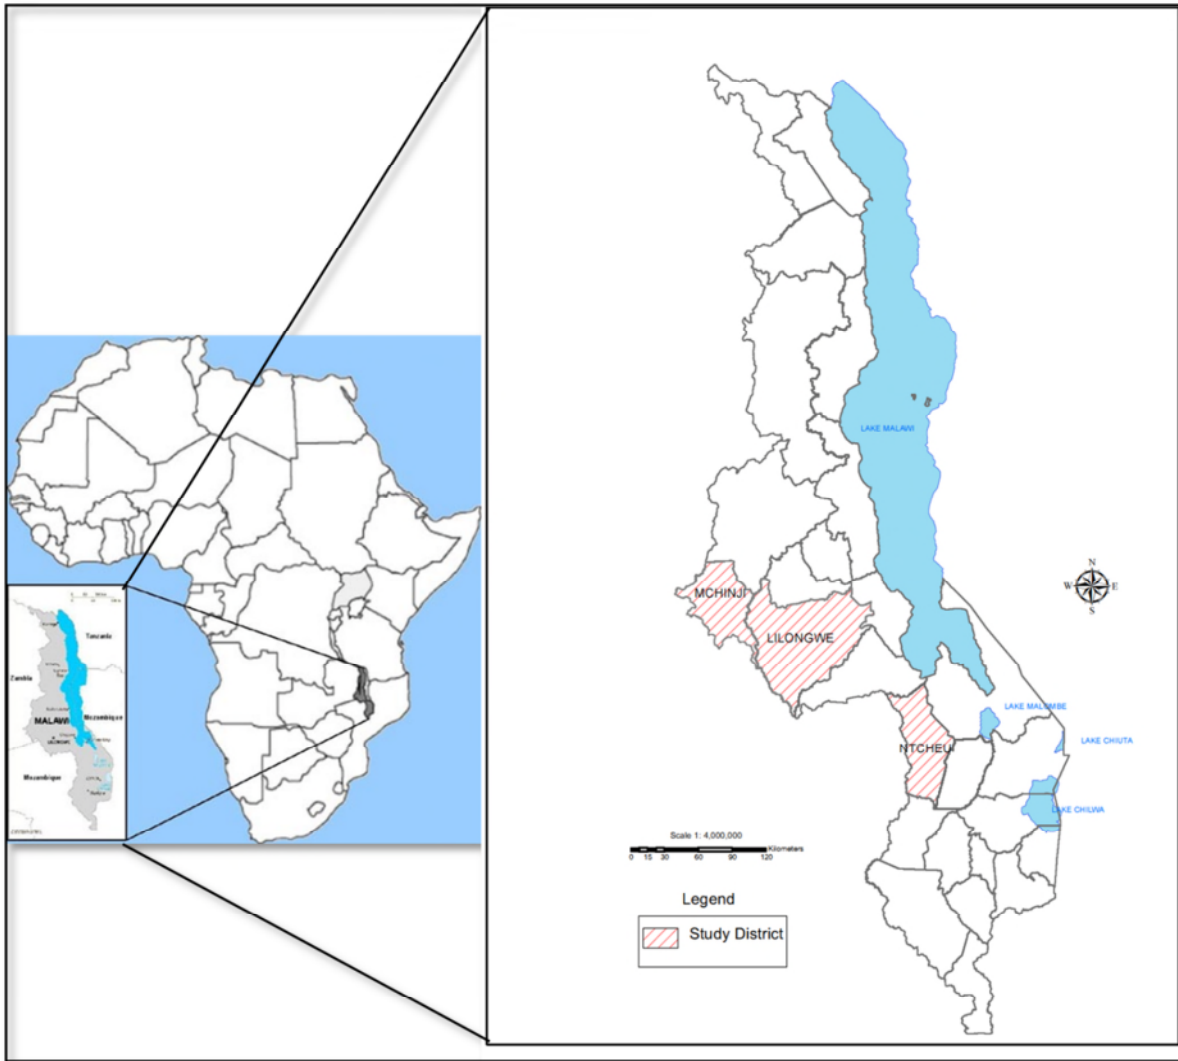 LAKE MALAWI
N
W E
S
MCHINJI
LILONGWE
LAKE MALOMBE
NTCHEU
LAKE CHIUTA
LAKE CHILWA
Scale 1: 4,000,000
Kilometers
0 15 30 60 90 120
Legend
Study District
Tanzania
Zambia
MALAWI
Mozambique
Mozambique